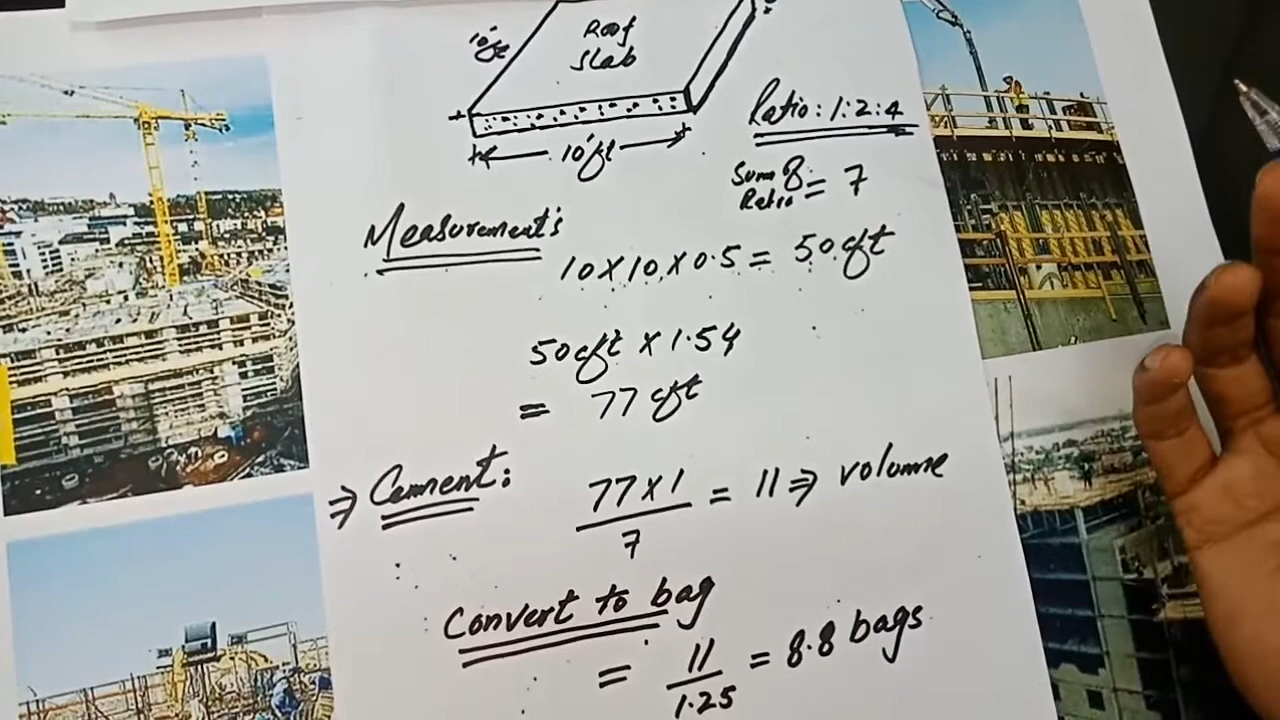 10 ft
Roof
Slab
10 ft
Ratio: 1:2:4
Sum of
Ratio = 7
Measurement's
10 X 10 X 0.5 = 50 cft
50 cft X 1.54
= 77 cft
⇒ Cement: 77 X 1 / 7 = 11 ⇒ volume
Convert to bag
= 11 / 1.25 = 8.8 bags